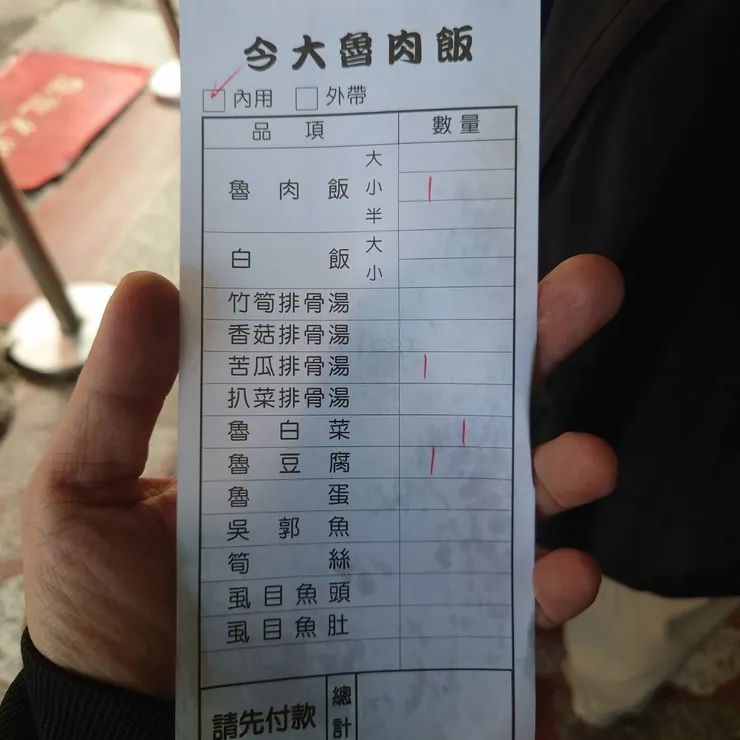 今大魯肉飯
內用 外帶
品項 數量
魯肉飯 大
小
半
白飯 大
小
竹筍排骨湯
香菇排骨湯
苦瓜排骨湯
扒菜排骨湯
魯白菜
魯豆腐
魯蛋
吳郭魚
筍絲
虱目魚頭
虱目魚肚
請先付款 總計